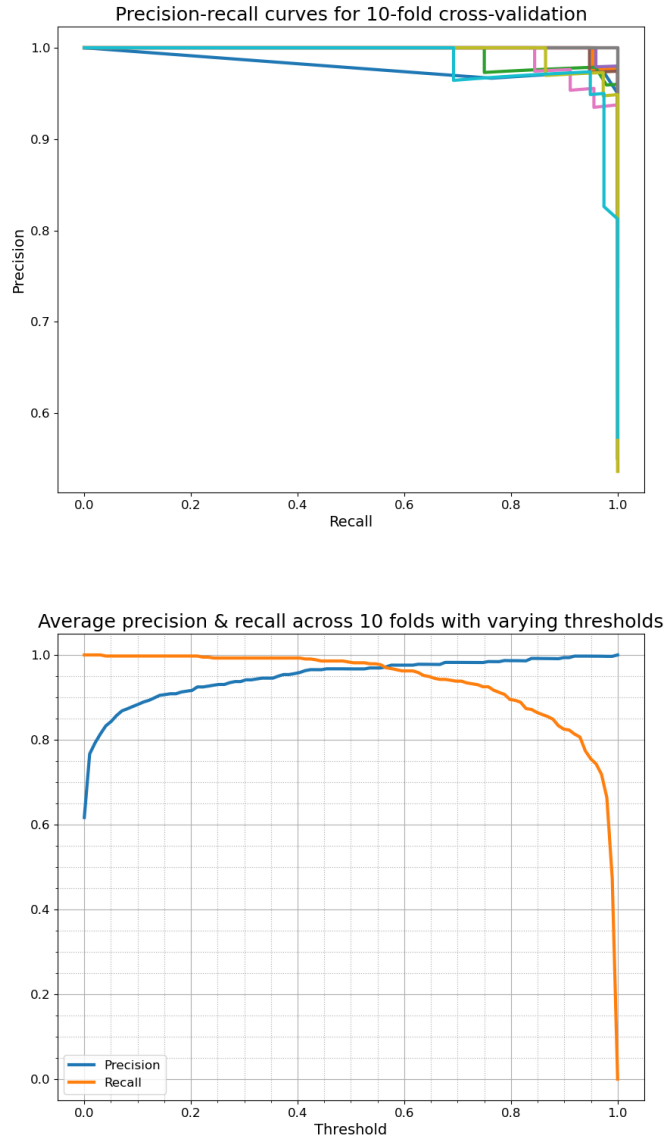 Precision-recall curves for 10-fold cross-validation
1.0
0.9
0.8
0.7
0.6
Precision
0.0 0.2 0.4 0.6 0.8 1.0
Recall
Average precision & recall across 10 folds with varying thresholds
1.0
0.8
0.6
0.4
0.2
0.0
Precision
Recall
0.0 0.2 0.4 0.6 0.8 1.0
Threshold